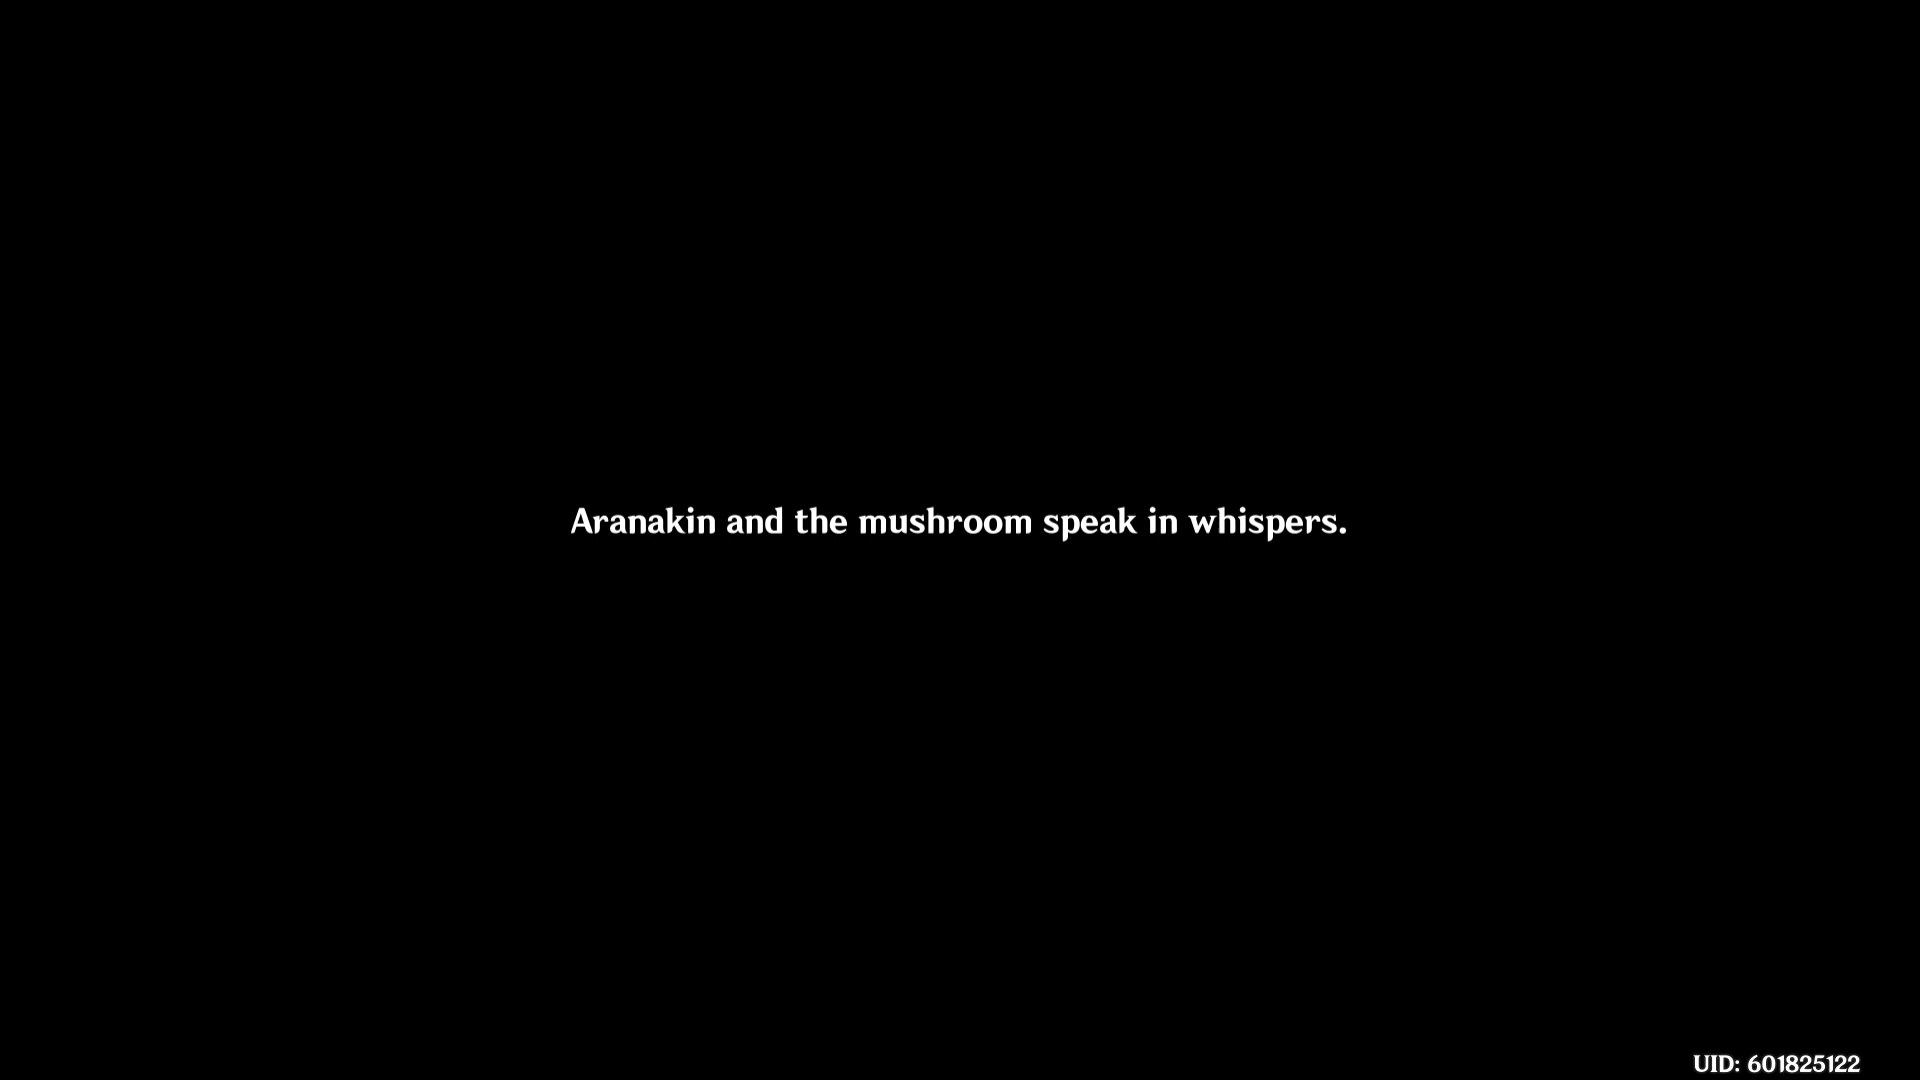 Aranakin and the mushroom speak in whispers.
UID: 601825122